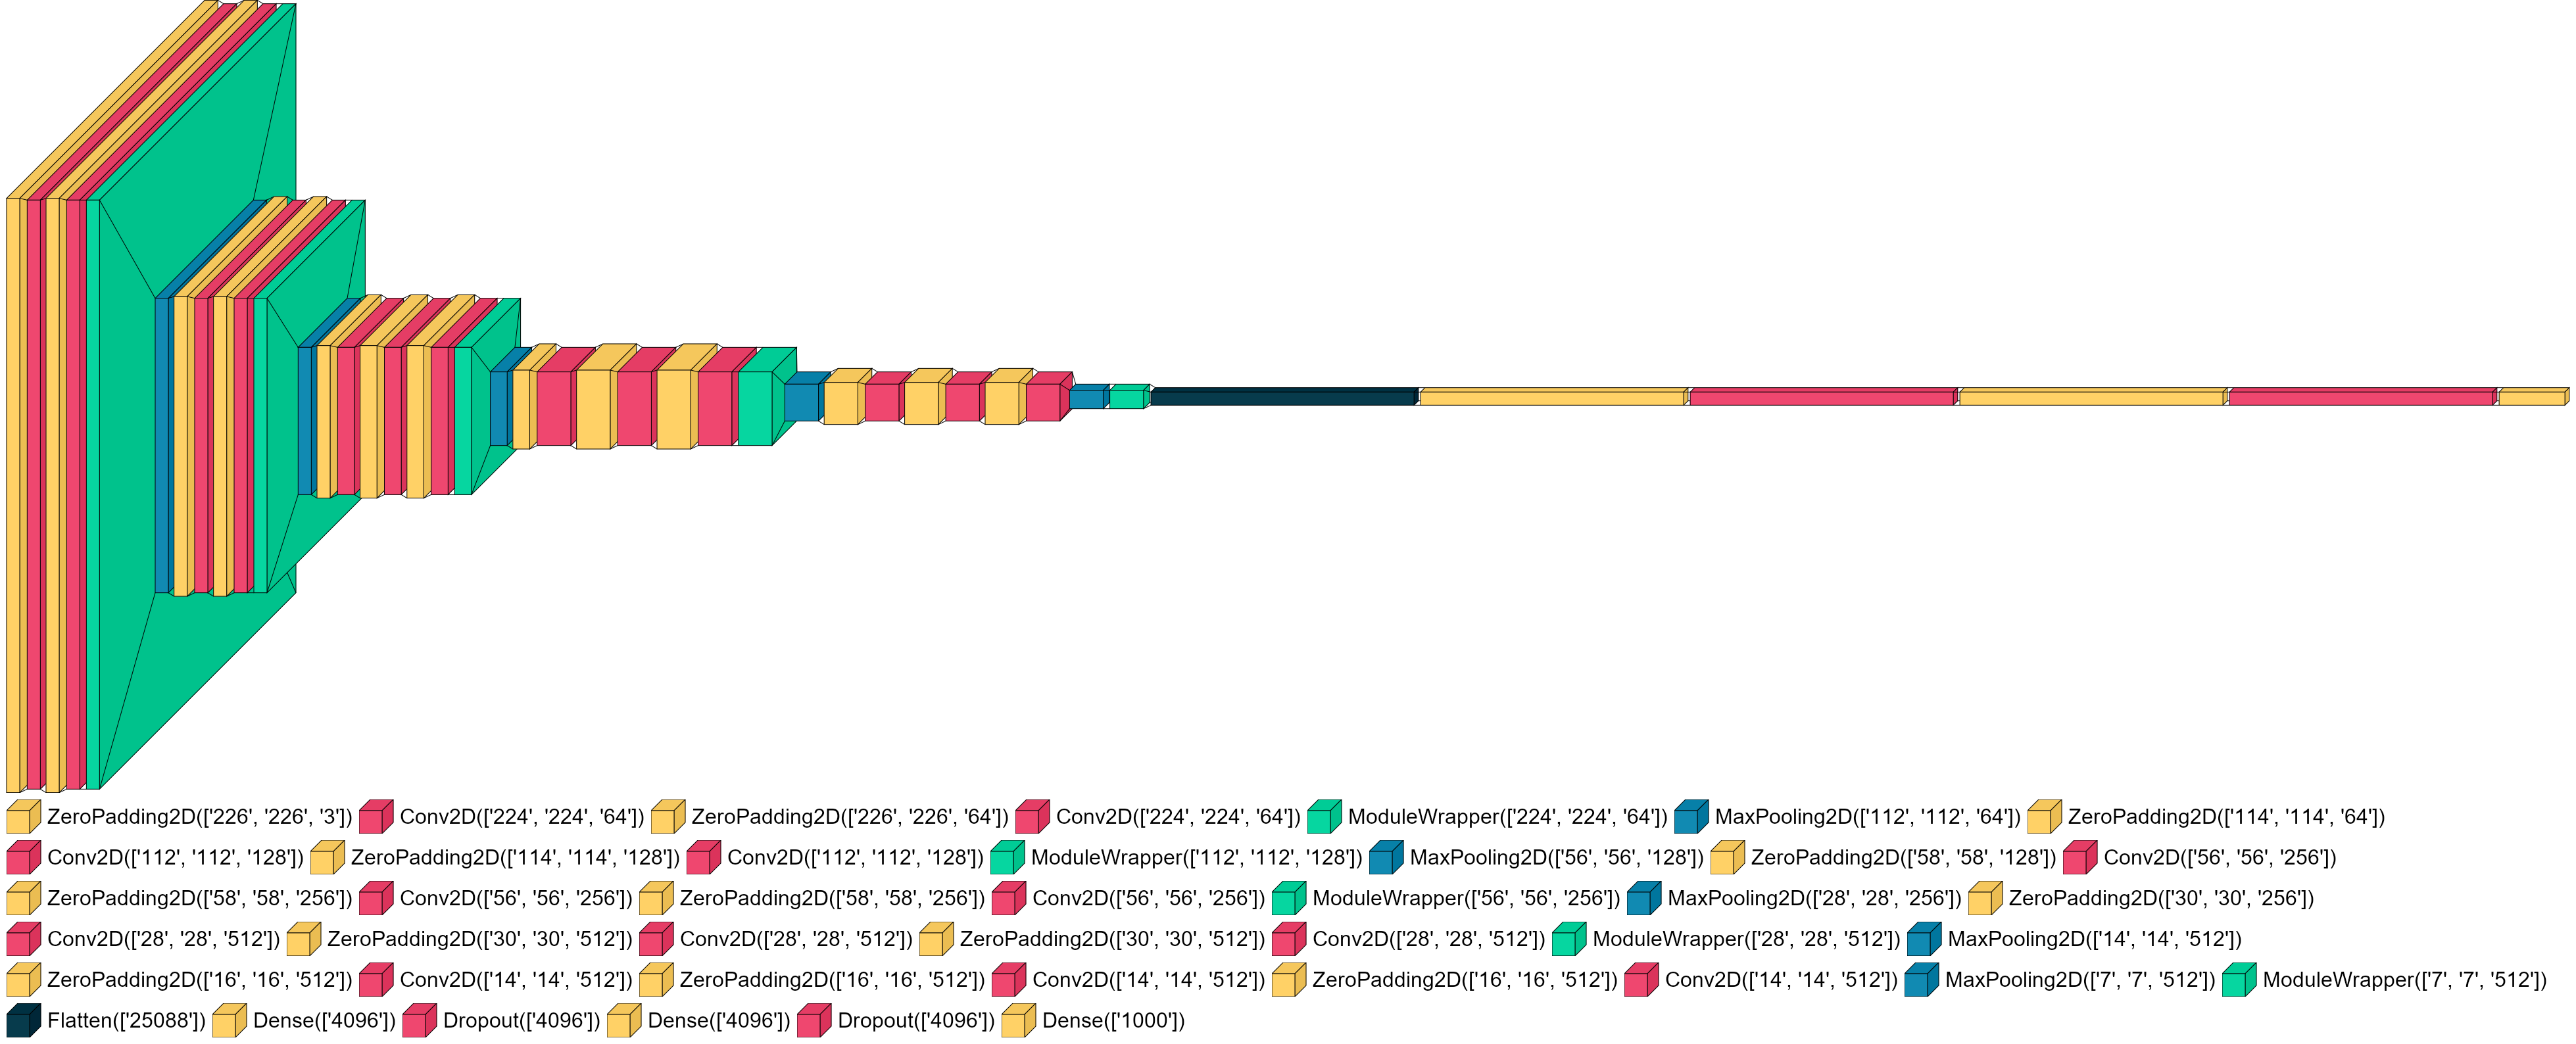 ZeroPadding2D(['226', '226', '3']) Conv2D(['224', '224', '64']) ZeroPadding2D(['226', '226', '64']) Conv2D(['224', '224', '64']) ModuleWrapper(['224', '224', '64']) MaxPooling2D(['112', '112', '64']) ZeroPadding2D(['114', '114', '64'])
Conv2D(['112', '112', '128']) ZeroPadding2D(['114', '114', '128']) Conv2D(['112', '112', '128']) ModuleWrapper(['112', '112', '128']) MaxPooling2D(['56', '56', '128']) ZeroPadding2D(['58', '58', '128']) Conv2D(['56', '56', '256'])
ZeroPadding2D(['58', '58', '256']) Conv2D(['56', '56', '256']) ZeroPadding2D(['58', '58', '256']) Conv2D(['56', '56', '256']) ModuleWrapper(['56', '56', '256']) MaxPooling2D(['28', '28', '256']) ZeroPadding2D(['30', '30', '256'])
Conv2D(['28', '28', '512']) ZeroPadding2D(['30', '30', '512']) Conv2D(['28', '28', '512']) ZeroPadding2D(['30', '30', '512']) Conv2D(['28', '28', '512']) ModuleWrapper(['28', '28', '512']) MaxPooling2D(['14', '14', '512'])
ZeroPadding2D(['16', '16', '512']) Conv2D(['14', '14', '512']) ZeroPadding2D(['16', '16', '512']) Conv2D(['14', '14', '512']) ZeroPadding2D(['16', '16', '512']) Conv2D(['14', '14', '512']) MaxPooling2D(['7', '7', '512']) ModuleWrapper(['7', '7', '512'])
Flatten(['25088']) Dense(['4096']) Dropout(['4096']) Dense(['4096']) Dropout(['4096']) Dense(['1000'])